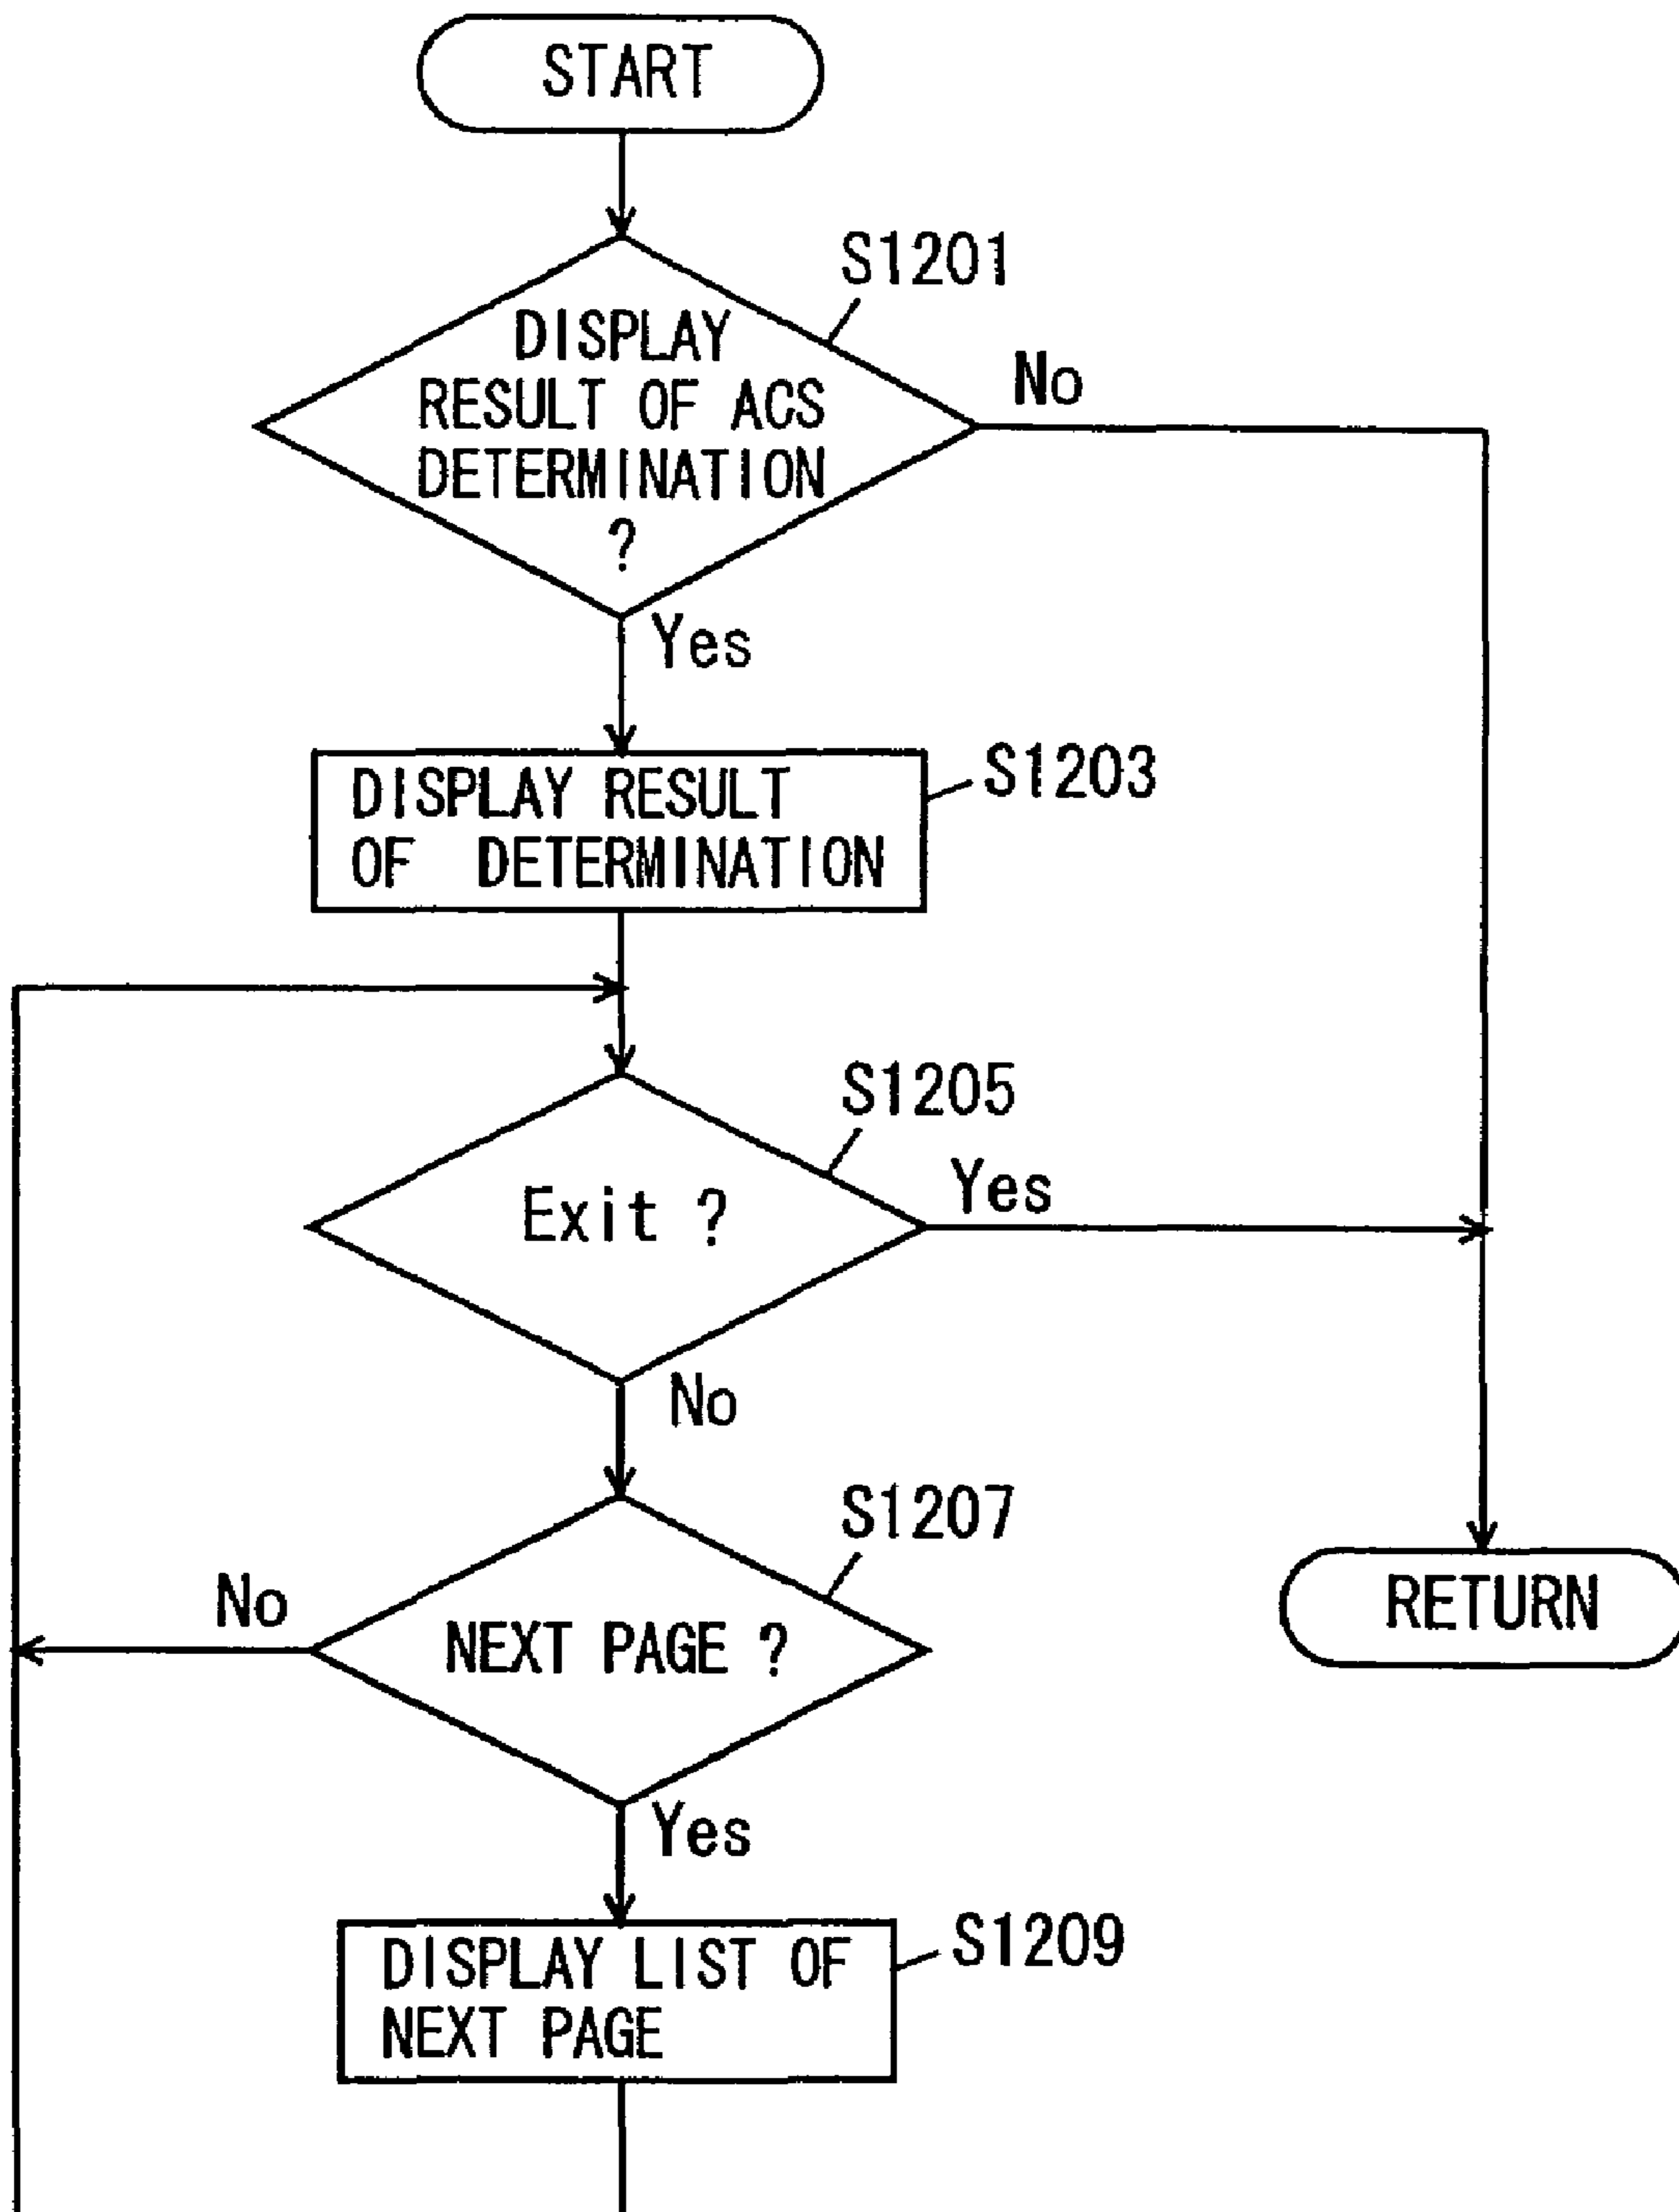 START
S1201
DISPLAY
RESULT OF ACS
DETERMINATION
?
No
Yes
S1203
DISPLAY RESULT
OF DETERMINATION
S1205
Exit ?
Yes
No
S1207
NEXT PAGE ?
No
RETURN
Yes
S1209
DISPLAY LIST OF
NEXT PAGE